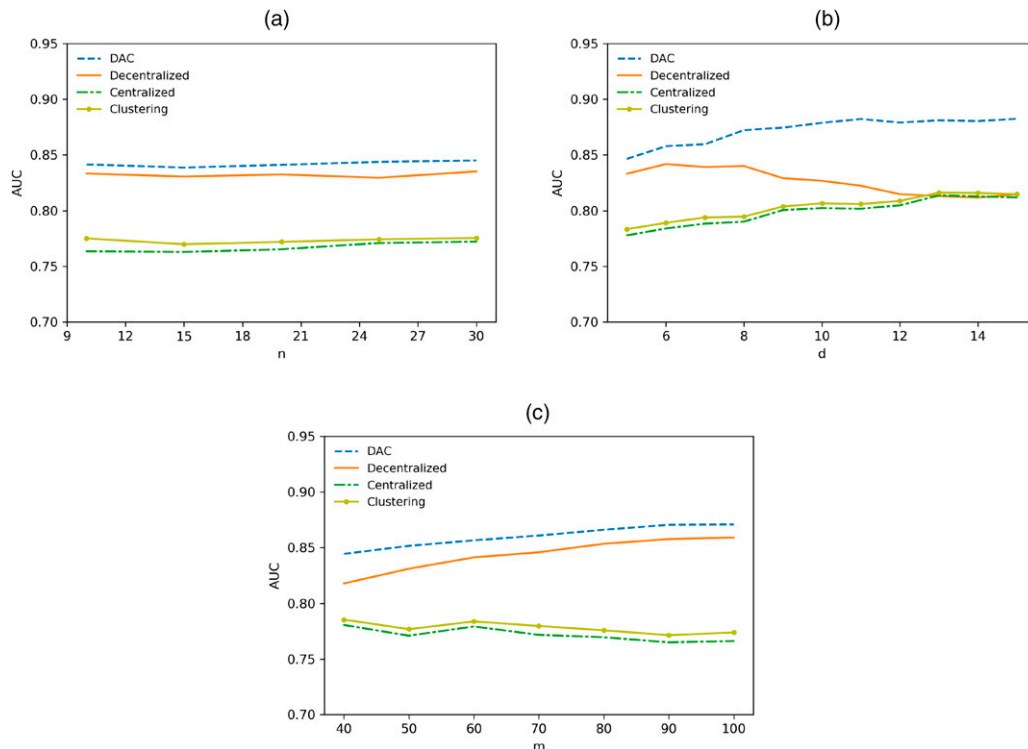 (a)
0.95
0.90
0.85
0.80
0.75
0.70
AUC
DAC
Decentralized
Centralized
Clustering
9 12 15 18 21 24 27 30
n
(b)
0.95
0.90
0.85
0.80
0.75
0.70
AUC
DAC
Decentralized
Centralized
Clustering
6 8 10 12 14
d
(c)
0.95
0.90
0.85
0.80
0.75
0.70
AUC
DAC
Decentralized
Centralized
Clustering
40 50 60 70 80 90 100
m